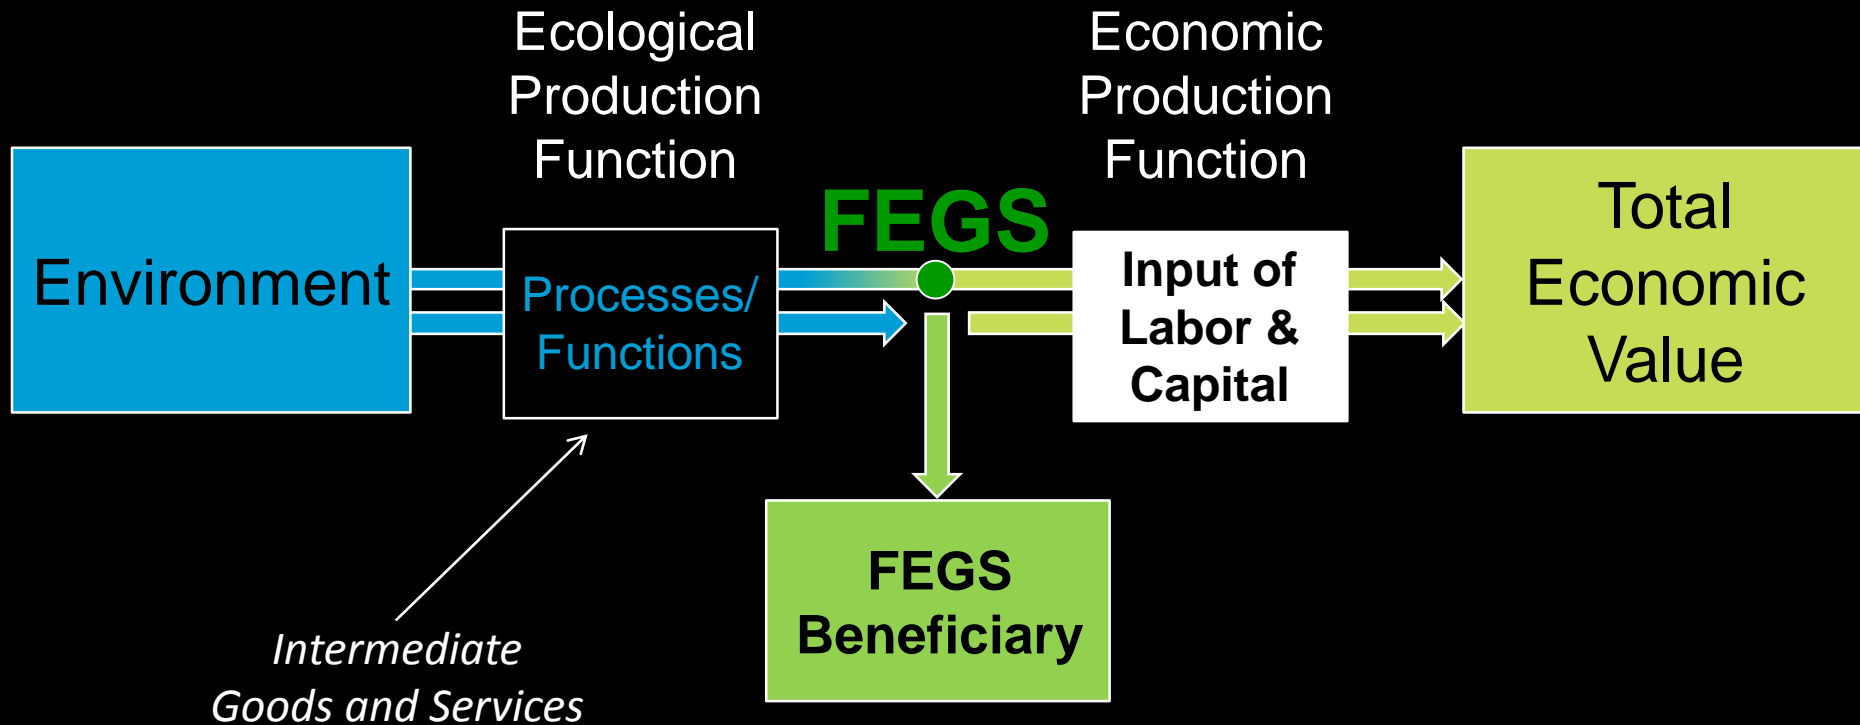 Ecological
Production
Function
Economic
Production
Function
Environment
Processes/
Functions
FEGS
Input of
Labor &
Capital
Total
Economic
Value
FEGS
Beneficiary
Intermediate
Goods and Services